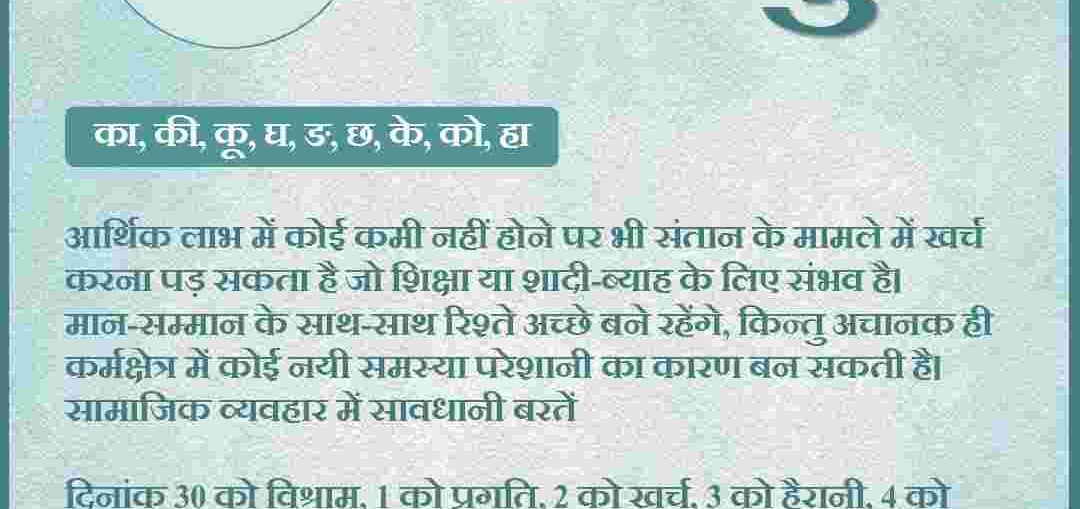 का, की, कू, घ, ङ, छ, के, को, हा
आर्थिक लाभ में कोई कमी नहीं होने पर भी संतान के मामले में खर्च
करना पड़ सकता है जो शिक्षा या शादी-ब्याह के लिए संभव है।
मान-सम्मान के साथ-साथ रिश्ते अच्छे बने रहेंगे, किन्तु अचानक ही
कर्मक्षेत्र में कोई नयी समस्या परेशानी का कारण बन सकती है।
सामाजिक व्यवहार में सावधानी बरतें
दिनांक 30 को विश्राम, 1 को प्रगति, 2 को खर्च, 3 को हैरानी, 4 को